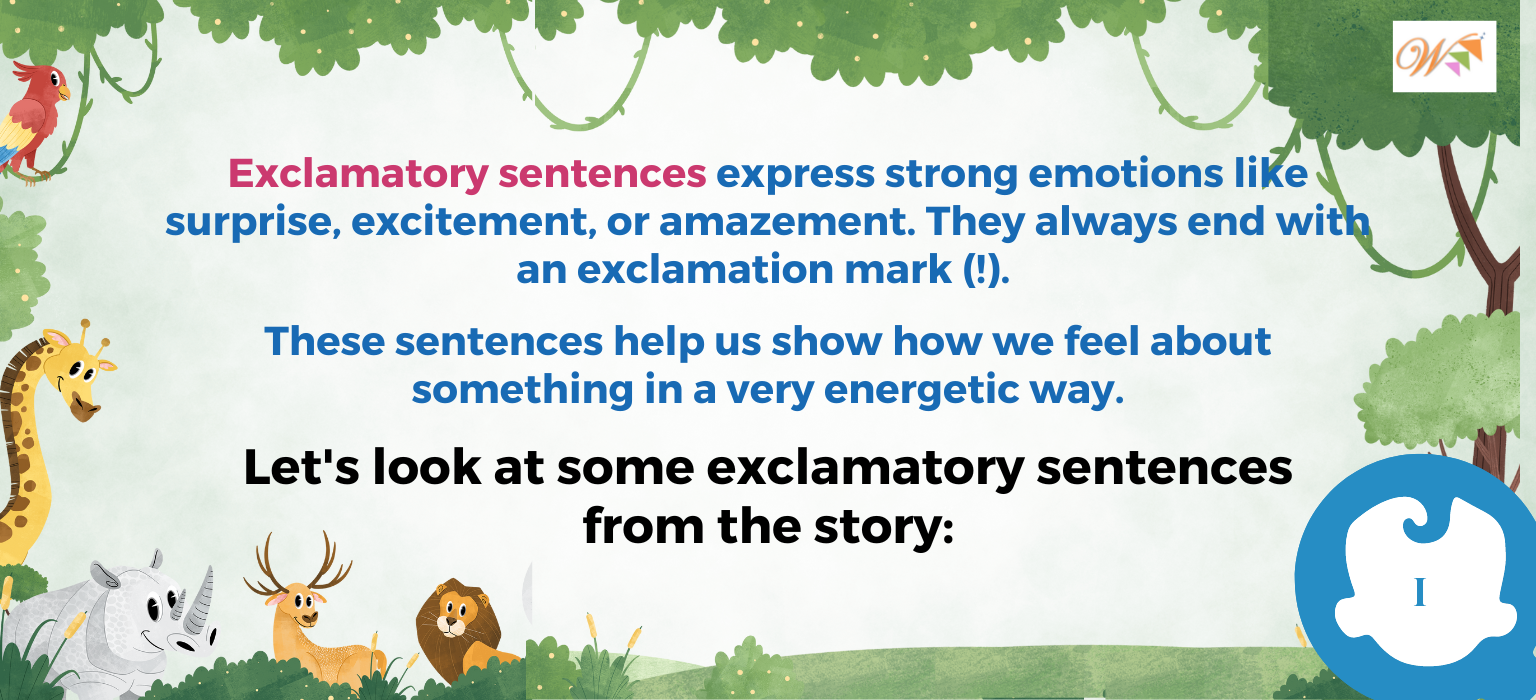 W
Exclamatory sentences express strong emotions like
surprise, excitement, or amazement. They always end with
an exclamation mark (!).
These sentences help us show how we feel about
something in a very energetic way.
Let's look at some exclamatory sentences
from the story:
I